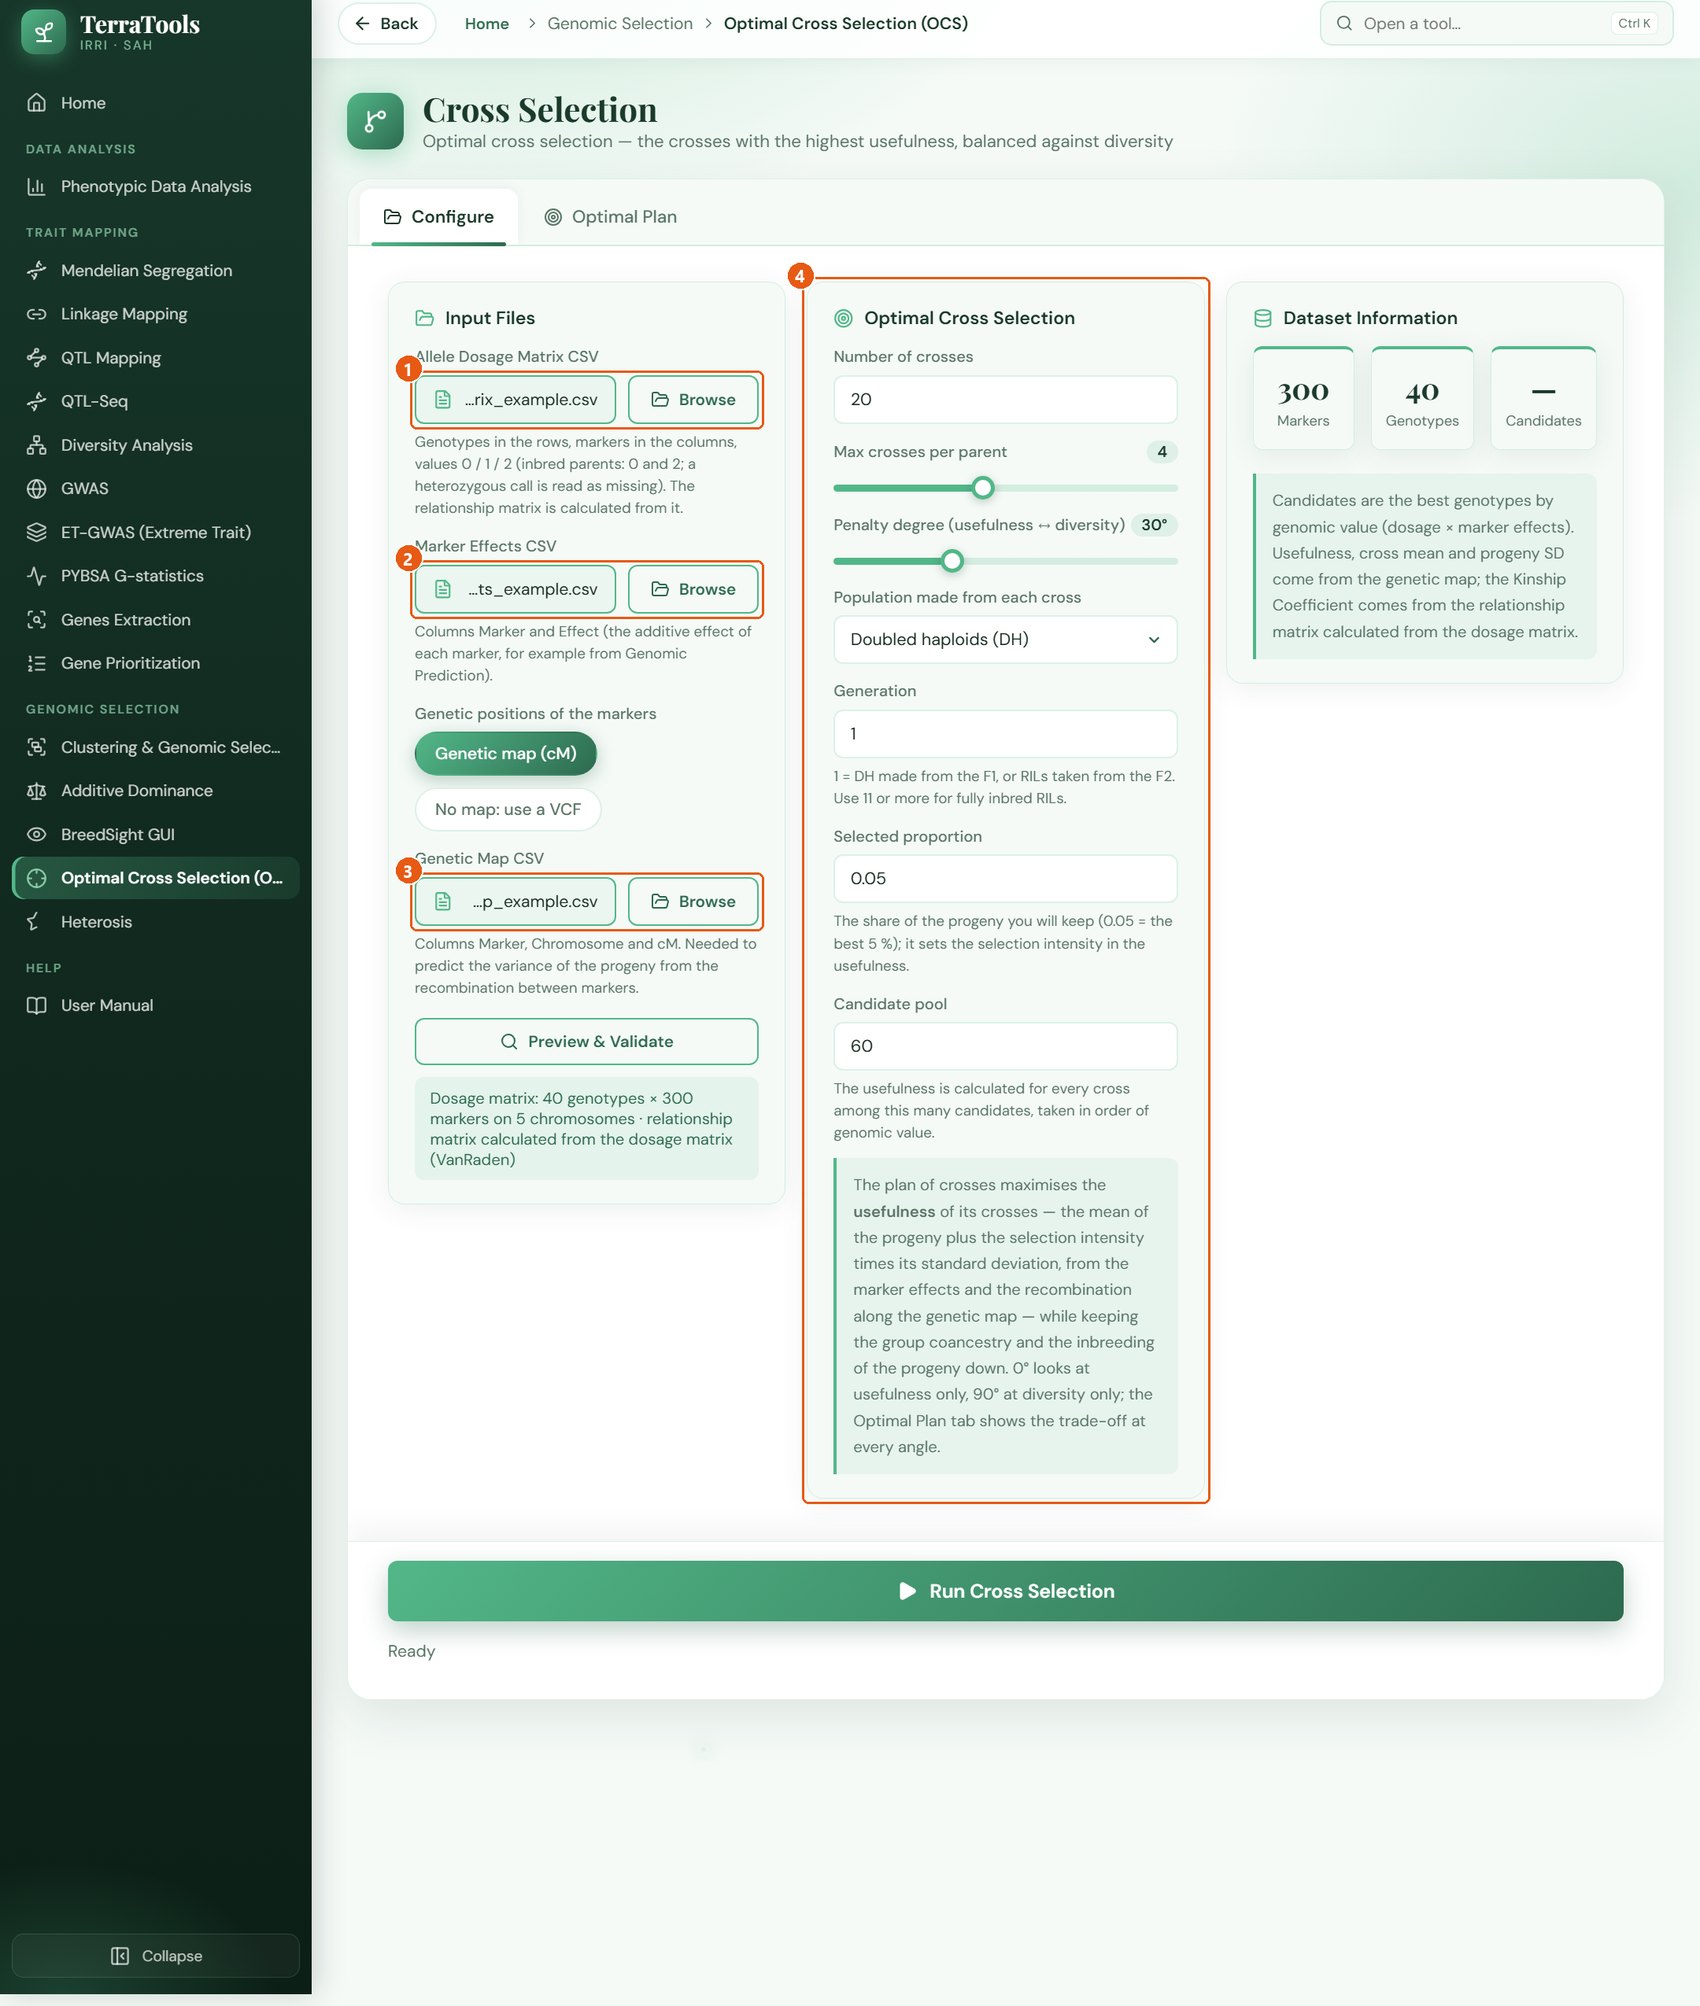 TerraTools
IRRI · SAH
Home
DATA ANALYSIS
Phenotypic Data Analysis
TRAIT MAPPING
Mendelian Segregation
Linkage Mapping
QTL Mapping
QTL-Seq
Diversity Analysis
GWAS
ET-GWAS (Extreme Trait)
PYBSA G-statistics
Genes Extraction
Gene Prioritization
GENOMIC SELECTION
Clustering & Genomic Selec...
Additive Dominance
BreedSight GUI
Optimal Cross Selection (O...
Heterosis
HELP
User Manual
Collapse
Back
Home > Genomic Selection > Optimal Cross Selection (OCS)
Open a tool...
Ctrl K
Cross Selection
Optimal cross selection — the crosses with the highest usefulness, balanced against diversity
Configure
Optimal Plan
Input Files
Allele Dosage Matrix CSV
1
...rix_example.csv
Browse
Genotypes in the rows, markers in the columns,
values 0 / 1 / 2 (inbred parents: 0 and 2; a
heterozygous call is read as missing). The
relationship matrix is calculated from it.
Marker Effects CSV
2
...ts_example.csv
Browse
Columns Marker and Effect (the additive effect of
each marker, for example from Genomic
Prediction).
Genetic positions of the markers
Genetic map (cM)
No map: use a VCF
Genetic Map CSV
3
...p_example.csv
Browse
Columns Marker, Chromosome and cM. Needed to
predict the variance of the progeny from the
recombination between markers.
Preview & Validate
Dosage matrix: 40 genotypes × 300
markers on 5 chromosomes · relationship
matrix calculated from the dosage matrix
(VanRaden)
4
Optimal Cross Selection
Number of crosses
20
Max crosses per parent
4
Penalty degree (usefulness ↔ diversity)
30°
Population made from each cross
Doubled haploids (DH)
Generation
1
1 = DH made from the F1, or RILs taken from the F2.
Use 11 or more for fully inbred RILs.
Selected proportion
0.05
The share of the progeny you will keep (0.05 = the
best 5 %); it sets the selection intensity in the
usefulness.
Candidate pool
60
The usefulness is calculated for every cross
among this many candidates, taken in order of
genomic value.
The plan of crosses maximises the
usefulness of its crosses — the mean of
the progeny plus the selection intensity
times its standard deviation, from the
marker effects and the recombination
along the genetic map — while keeping
the group coancestry and the inbreeding
of the progeny down. 0° looks at
usefulness only, 90° at diversity only; the
Optimal Plan tab shows the trade-off at
every angle.
Dataset Information
300
Markers
40
Genotypes
—
Candidates
Candidates are the best genotypes by
genomic value (dosage × marker effects).
Usefulness, cross mean and progeny SD
come from the genetic map; the Kinship
Coefficient comes from the relationship
matrix calculated from the dosage matrix.
Run Cross Selection
Ready